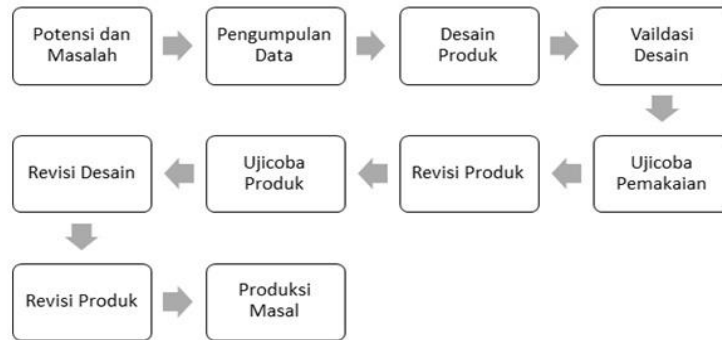 Potensi dan
Masalah
Pengumpulan
Data
Desain
Produk
Vaildasi
Desain
Ujicoba
Pemakaian
Revisi Produk
Ujicoba
Produk
Revisi Desain
Revisi Produk
Produksi
Masal